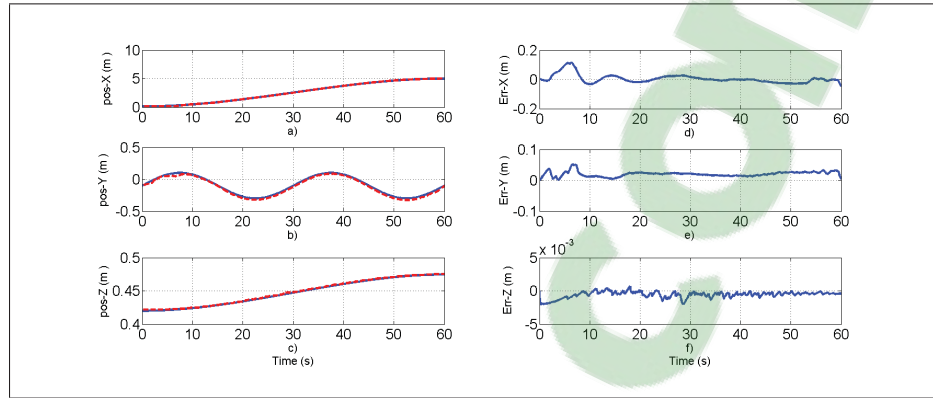 10
5
0
pos-X (m )
0 10 20 30 40 50 60
a)
0.5
0
-0.5
pos-Y (m )
0 10 20 30 40 50 60
b)
0.5
0.45
0.4
pos-Z (m )
0 10 20 30 40 50 60
c)
Time (s)
0.2
0
-0.2
Err-X (m )
0 10 20 30 40 50 60
d)
0.1
0
-0.1
Err-Y (m )
0 10 20 30 40 50 60
e)
5 x 10-3
0
-5
Err-Z (m )
0 10 20 30 40 50 60
f)
Time (s)